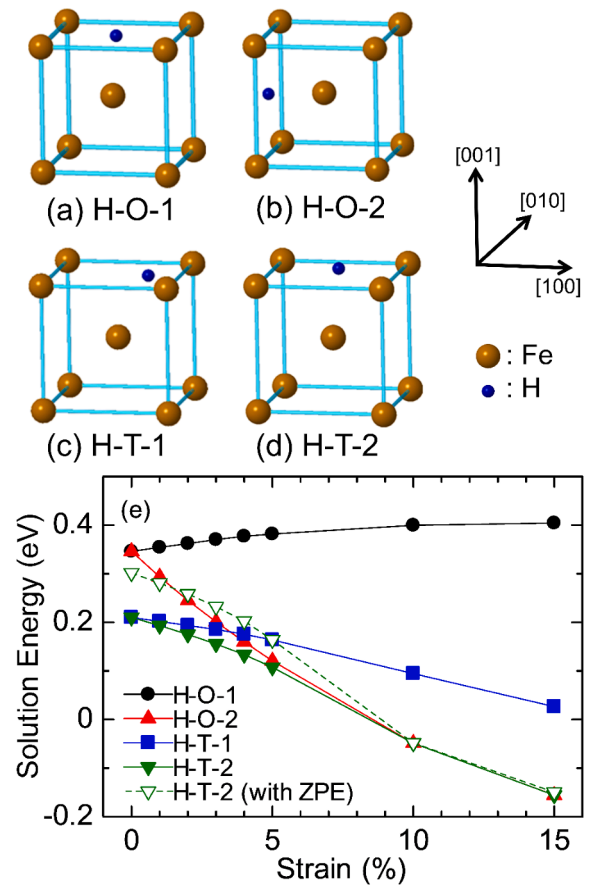 (a) H-O-1
(b) H-O-2
[001]
[010]
[100]
(c) H-T-1
(d) H-T-2
: Fe
: H
(e)
Solution Energy (eV)
0.4
0.2
0
-0.2
H-O-1
H-O-2
H-T-1
H-T-2
H-T-2 (with ZPE)
0 5 10 15
Strain (%)